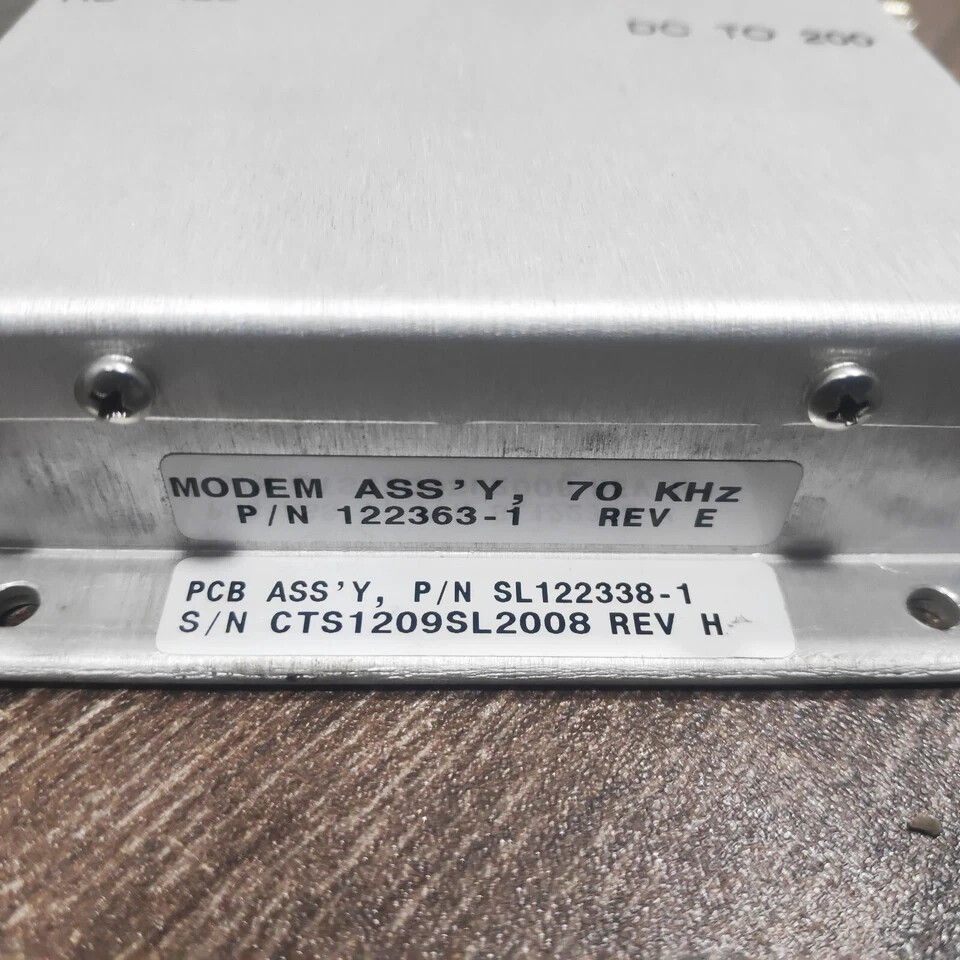 DC TO 200
MODEM ASS'Y, 70 KHz
P/N 122363-1 REV E
PCB ASS'Y, P/N SL122338-1
S/N CTS1209SL2008 REV H